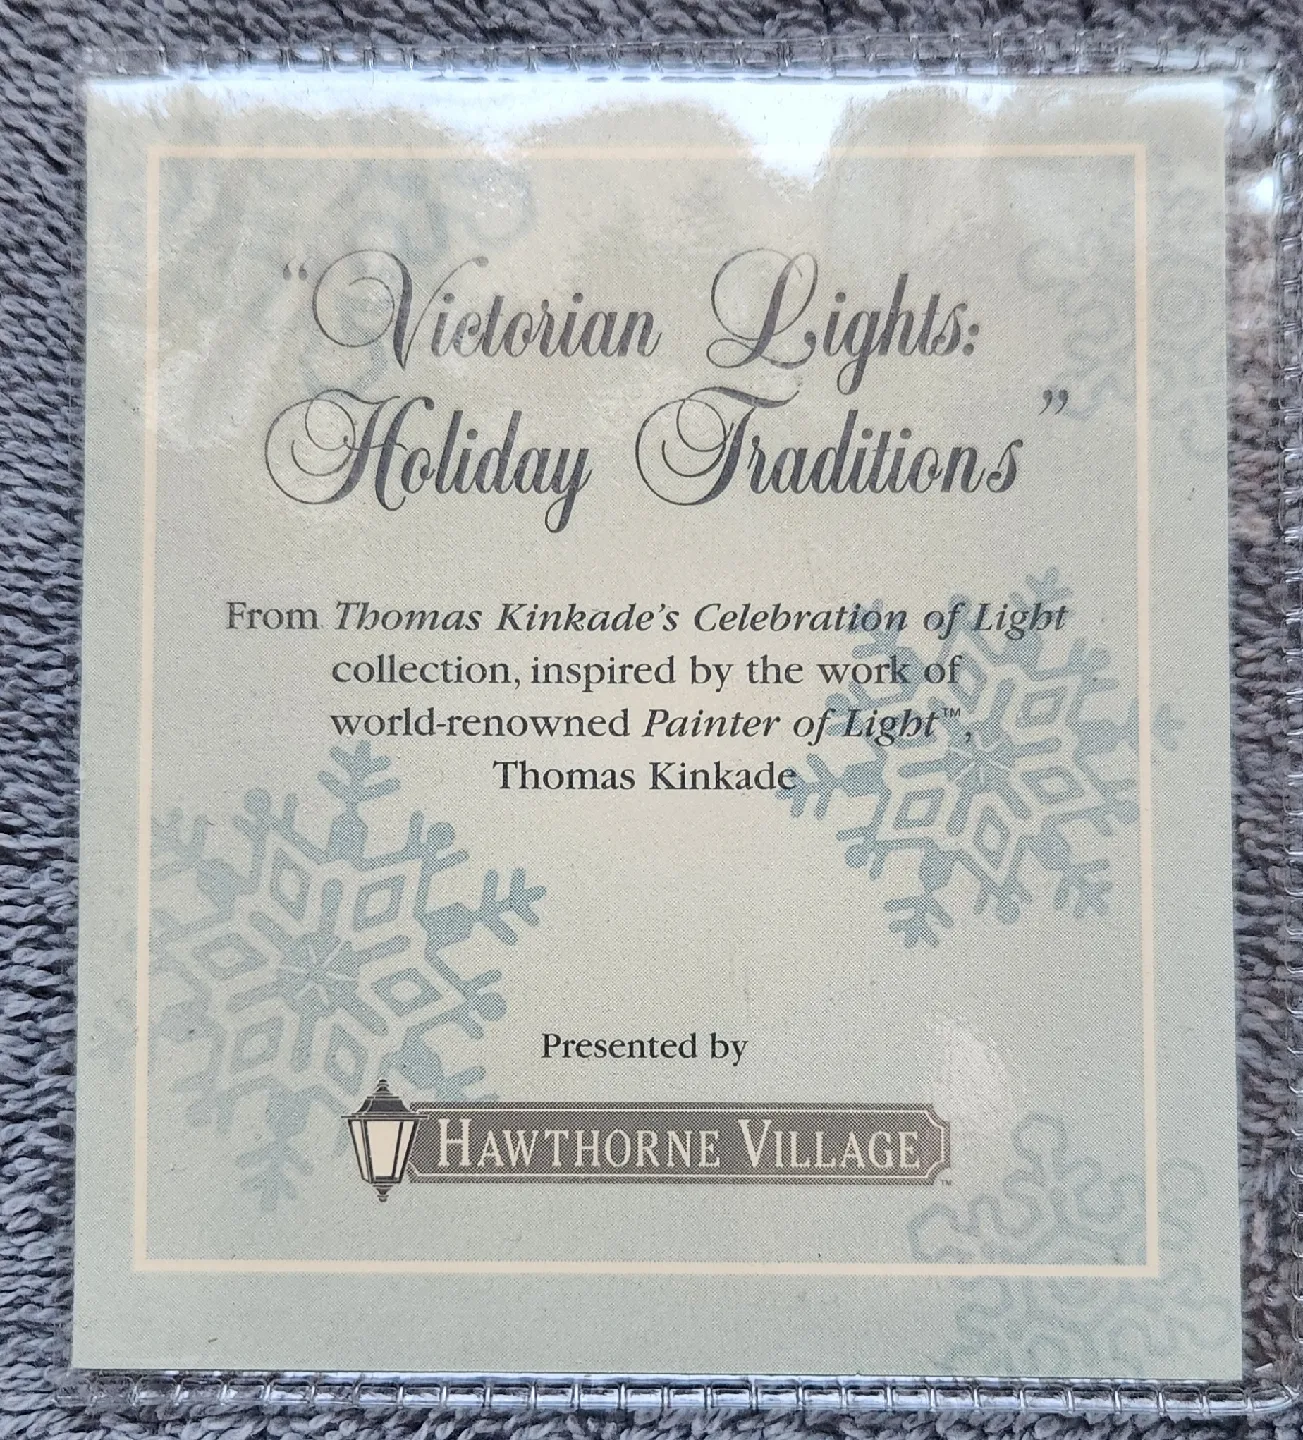 “Victorian Lights:
Holiday Traditions”
From Thomas Kinkade’s Celebration of Light
collection, inspired by the work of
world-renowned Painter of Light™,
Thomas Kinkade
Presented by
HAWTHORNE VILLAGE™